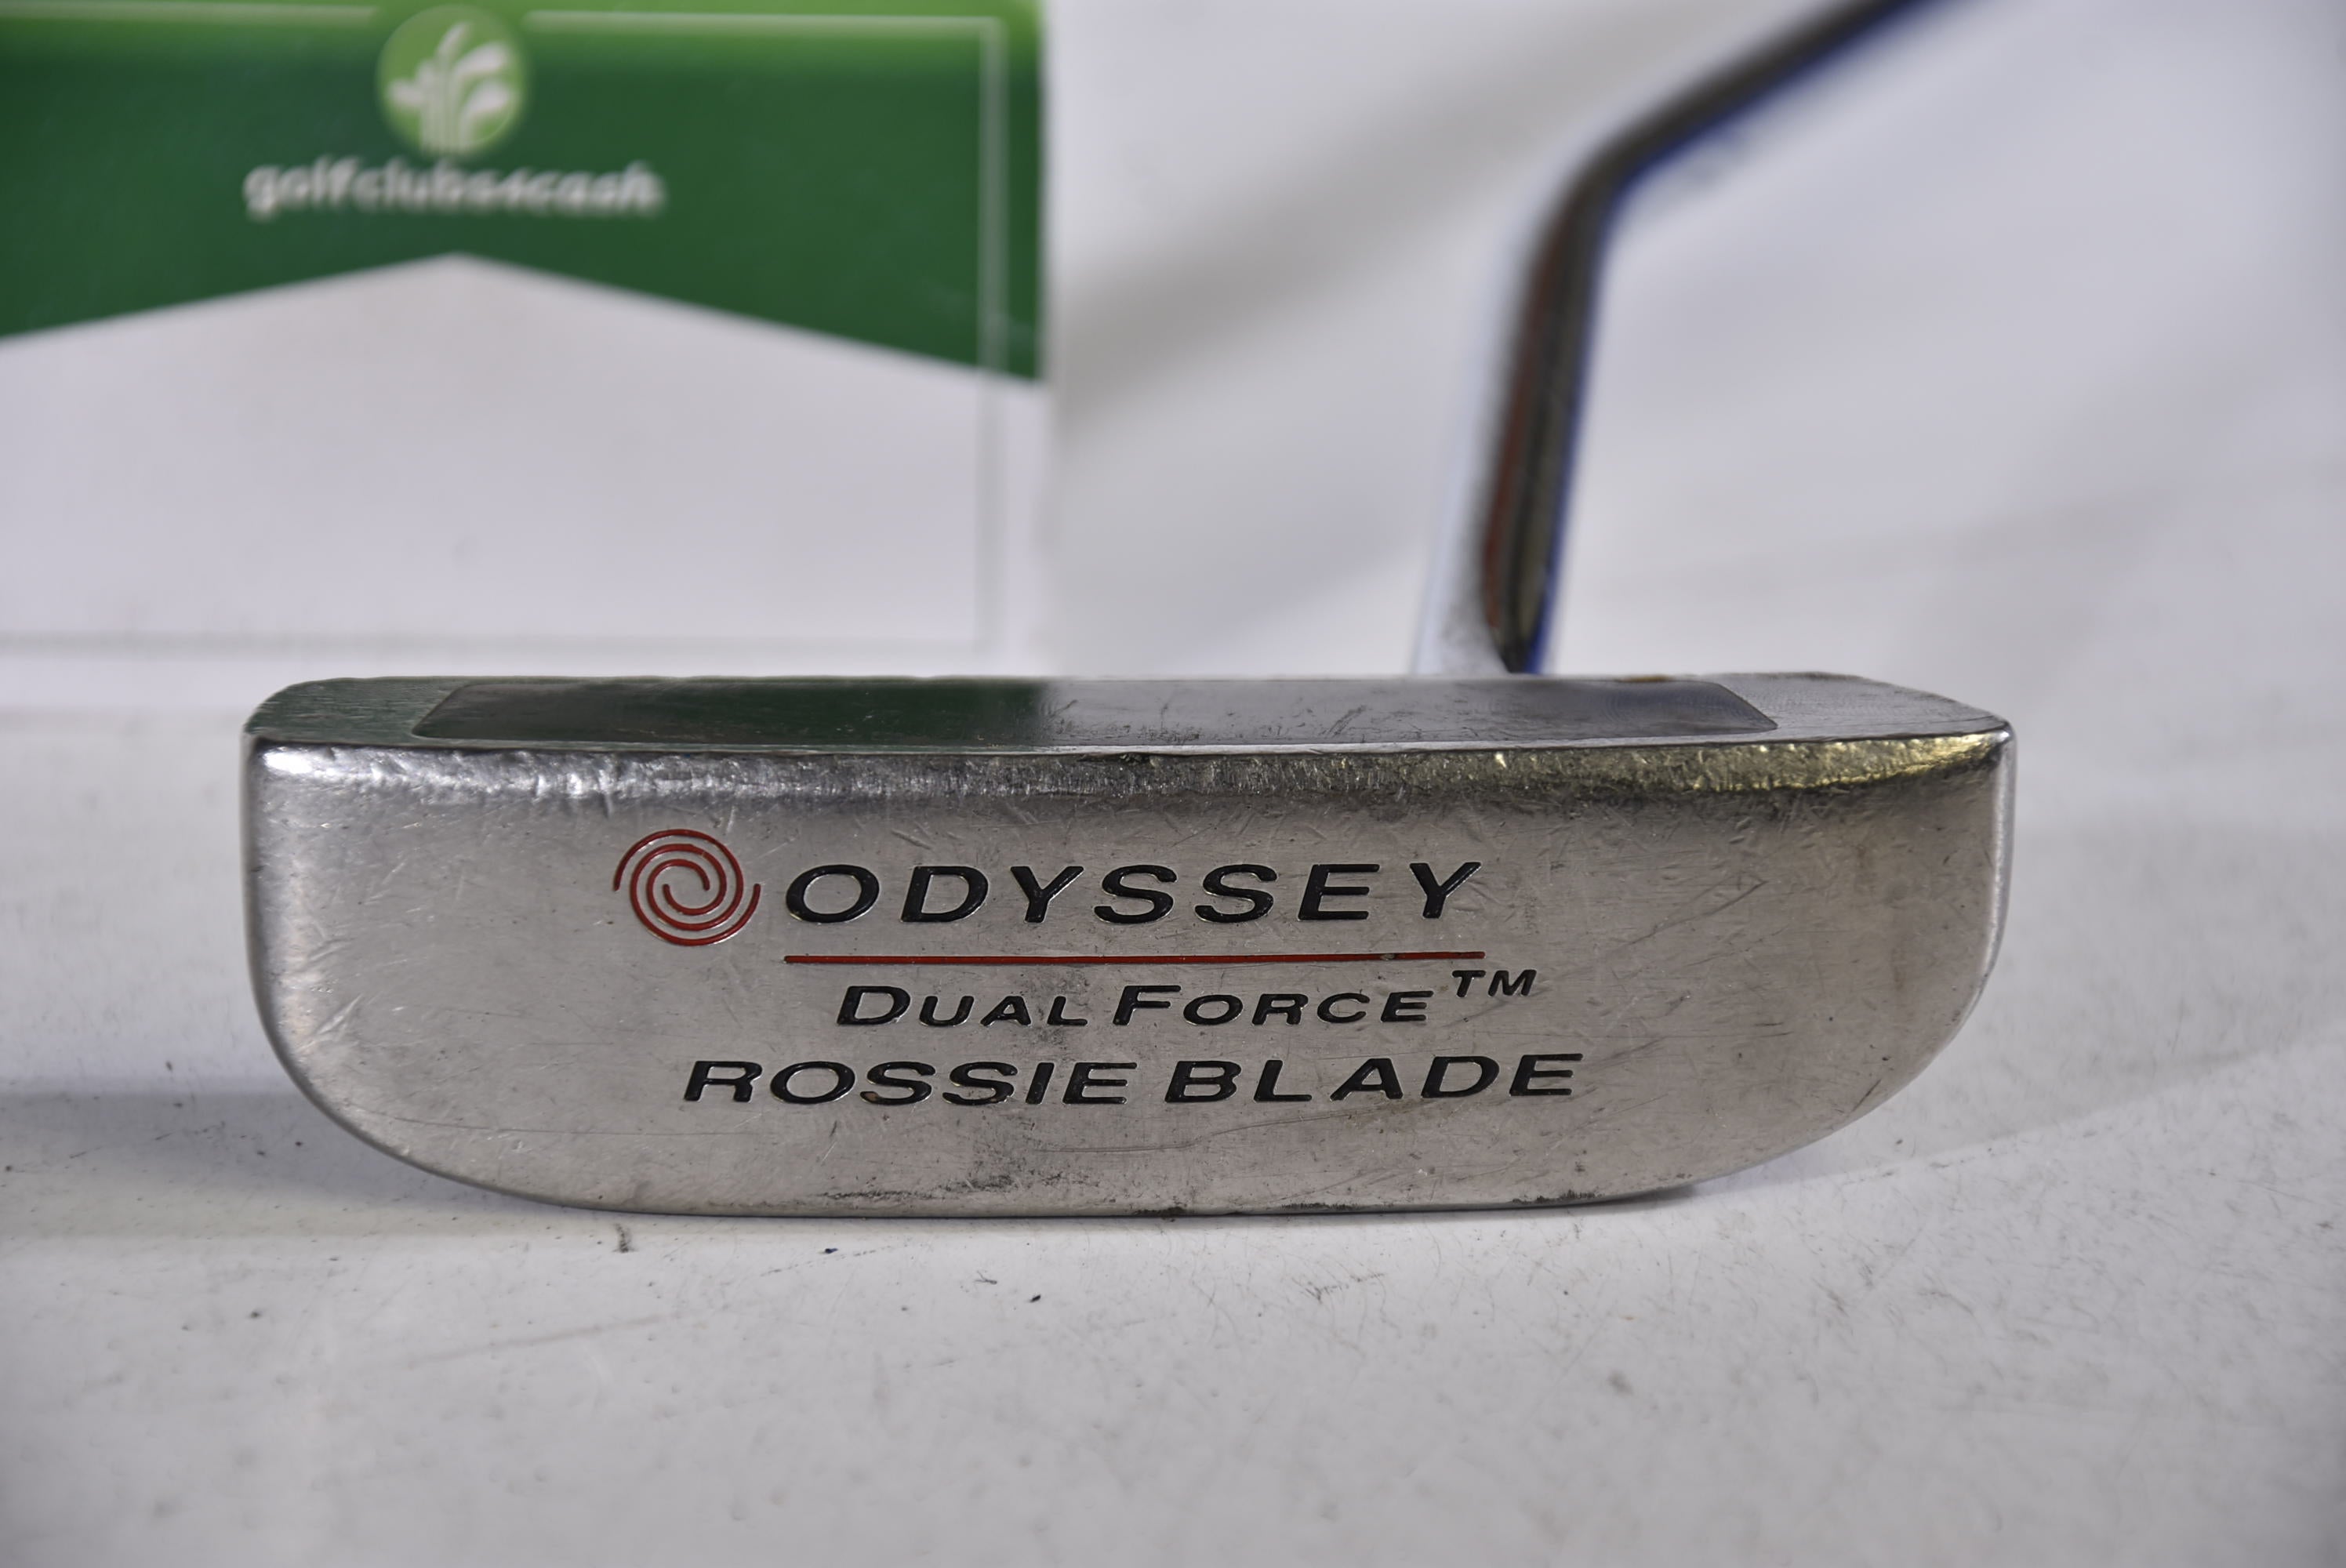 golfclubs4cash
ODYSSEY
DUAL FORCE™
ROSSIE BLADE